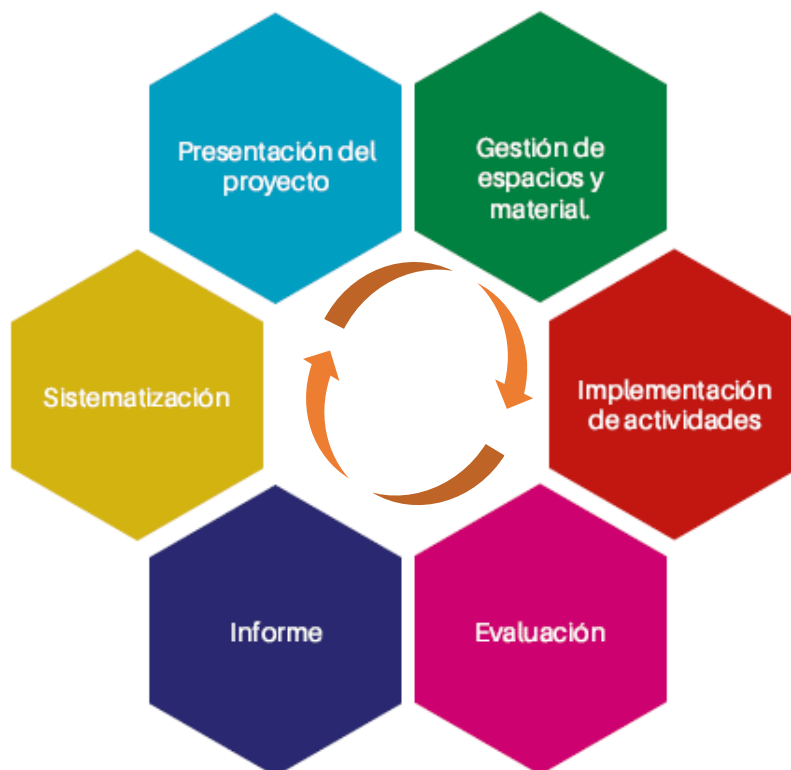 Presentación del
proyecto
Gestión de
espacios y
material.
Implementación
de actividades
Evaluación
Informe
Sistematización